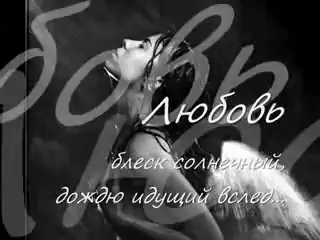 Любовь
блеск солнечный,
дождю идущий вслед...